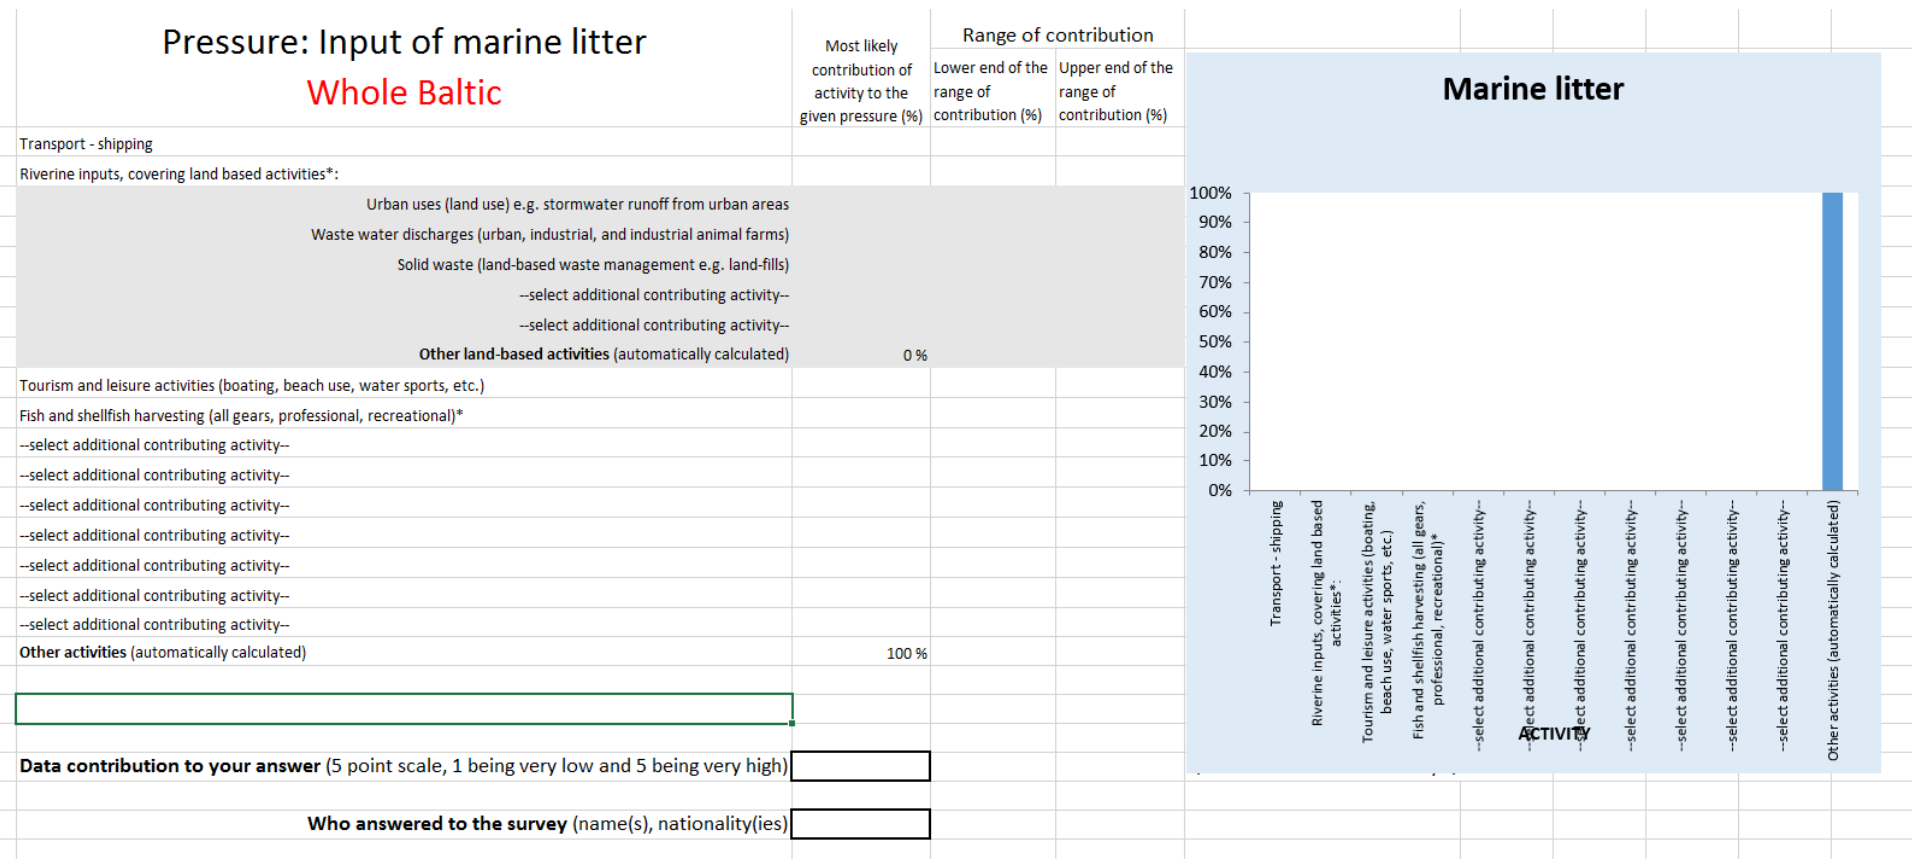 Pressure: Input of marine litter
Whole Baltic
Most likely
contribution of
activity to the
given pressure (%)
Range of contribution
Lower end of the
range of
contribution (%)
Upper end of the
range of
contribution (%)
Transport - shipping
Riverine inputs, covering land based activities*:
Urban uses (land use) e.g. stormwater runoff from urban areas
Waste water discharges (urban, industrial, and industrial animal farms)
Solid waste (land-based waste management e.g. land-fills)
--select additional contributing activity--
--select additional contributing activity--
Other land-based activities (automatically calculated) 0 %
Tourism and leisure activities (boating, beach use, water sports, etc.)
Fish and shellfish harvesting (all gears, professional, recreational)*
--select additional contributing activity--
--select additional contributing activity--
--select additional contributing activity--
--select additional contributing activity--
--select additional contributing activity--
--select additional contributing activity--
--select additional contributing activity--
Other activities (automatically calculated) 100 %
Data contribution to your answer (5 point scale, 1 being very low and 5 being very high)
Who answered to the survey (name(s), nationality(ies)
Marine litter
100%
90%
80%
70%
60%
50%
40%
30%
20%
10%
0%
Transport - shipping
Riverine inputs, covering land based
activities*:
Tourism and leisure activities (boating,
beach use, water sports, etc.)
Fish and shellfish harvesting (all gears,
professional, recreational)*
--select additional contributing activity--
--select additional contributing activity--
--select additional contributing activity--
--select additional contributing activity--
--select additional contributing activity--
--select additional contributing activity--
--select additional contributing activity--
Other activities (automatically calculated)
ACTIVITY